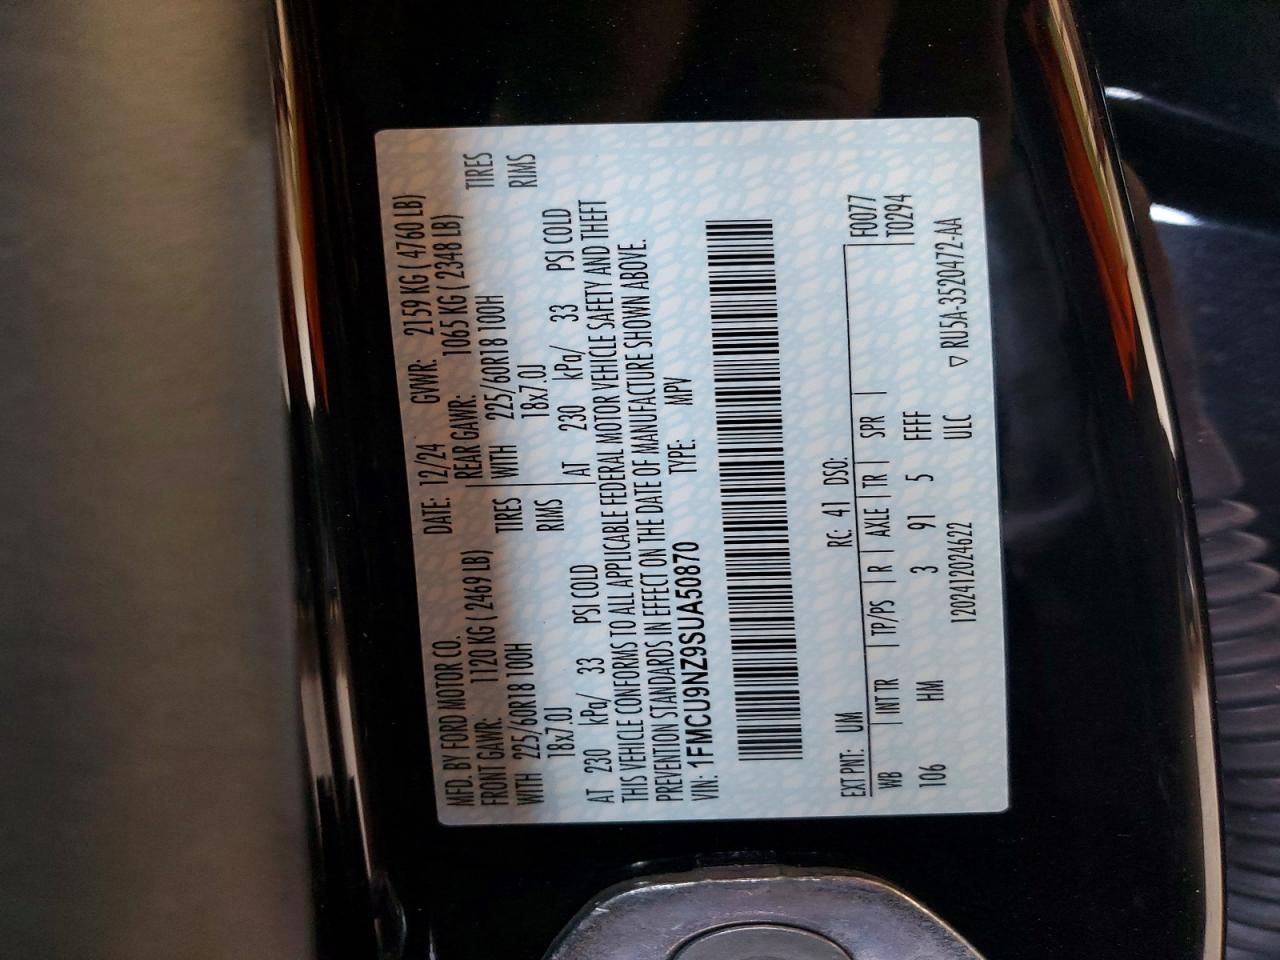 MFD. BY FORD MOTOR CO. DATE: 12/24 GVWR: 2159 KG ( 4760 LB)
FRONT GAWR: 1120 KG ( 2469 LB) REAR GAWR: 1065 KG ( 2348 LB)
WITH 225/60R18 100H TIRES WITH 225/60R18 100H TIRES
18x7.0J RIMS 18x7.0J RIMS
AT 230 kPa/ 33 PSI COLD AT 230 kPa/ 33 PSI COLD
THIS VEHICLE CONFORMS TO ALL APPLICABLE FEDERAL MOTOR VEHICLE SAFETY AND THEFT
PREVENTION STANDARDS IN EFFECT ON THE DATE OF MANUFACTURE SHOWN ABOVE.
VIN: 1FMCU9NZ9SUA50870 TYPE: MPV
EXT PNT: UM RC: 41 DSO: F0077
WB INT TR TP/PS R AXLE TR SPR T0294
106 HM 3 91 5 FFFF
1202412024622 ULC ▽ RU5A-3520472-AA